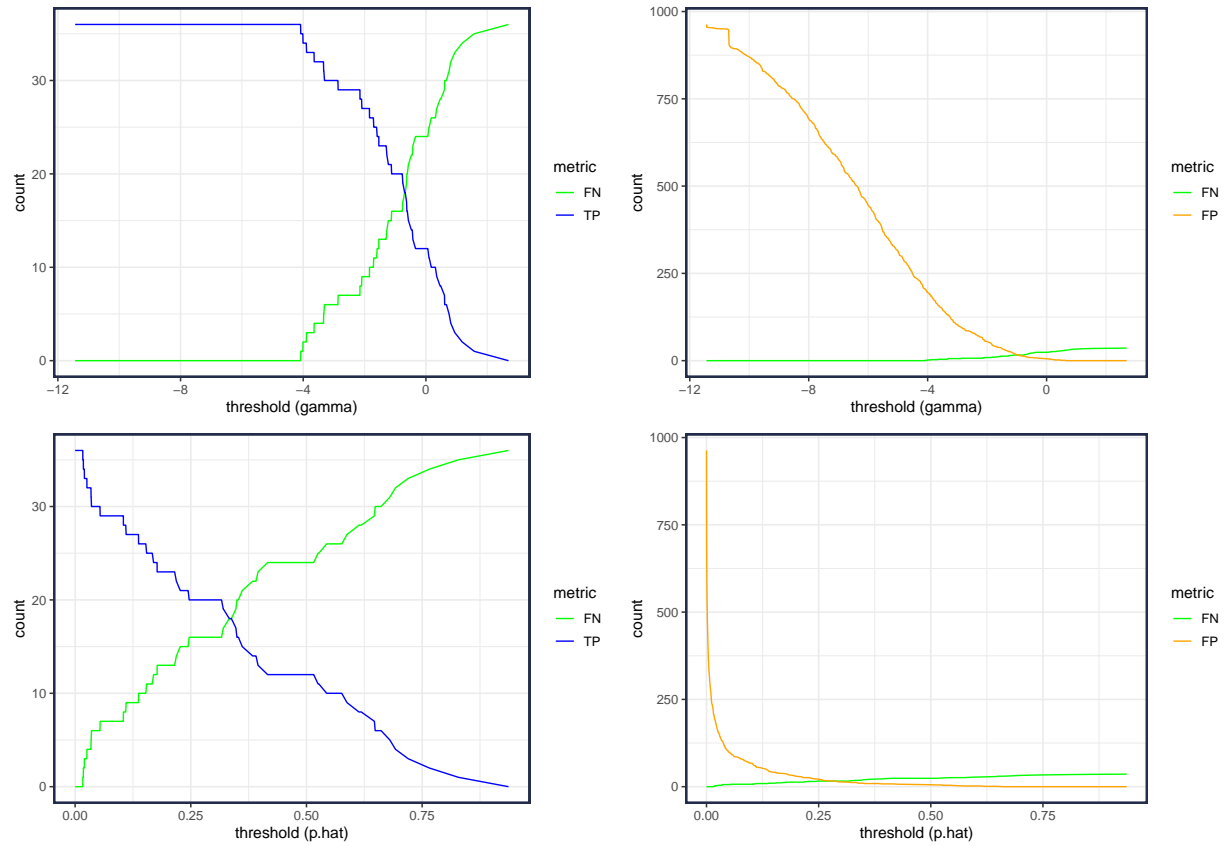 30
20
10
0
count
−12
−8
−4
0
threshold (gamma)
metric
FN
TP
1000
750
500
250
0
count
−12
−8
−4
0
threshold (gamma)
metric
FN
FP
30
20
10
0
count
0.00
0.25
0.50
0.75
threshold (p.hat)
metric
FN
TP
1000
750
500
250
0
count
0.00
0.25
0.50
0.75
threshold (p.hat)
metric
FN
FP